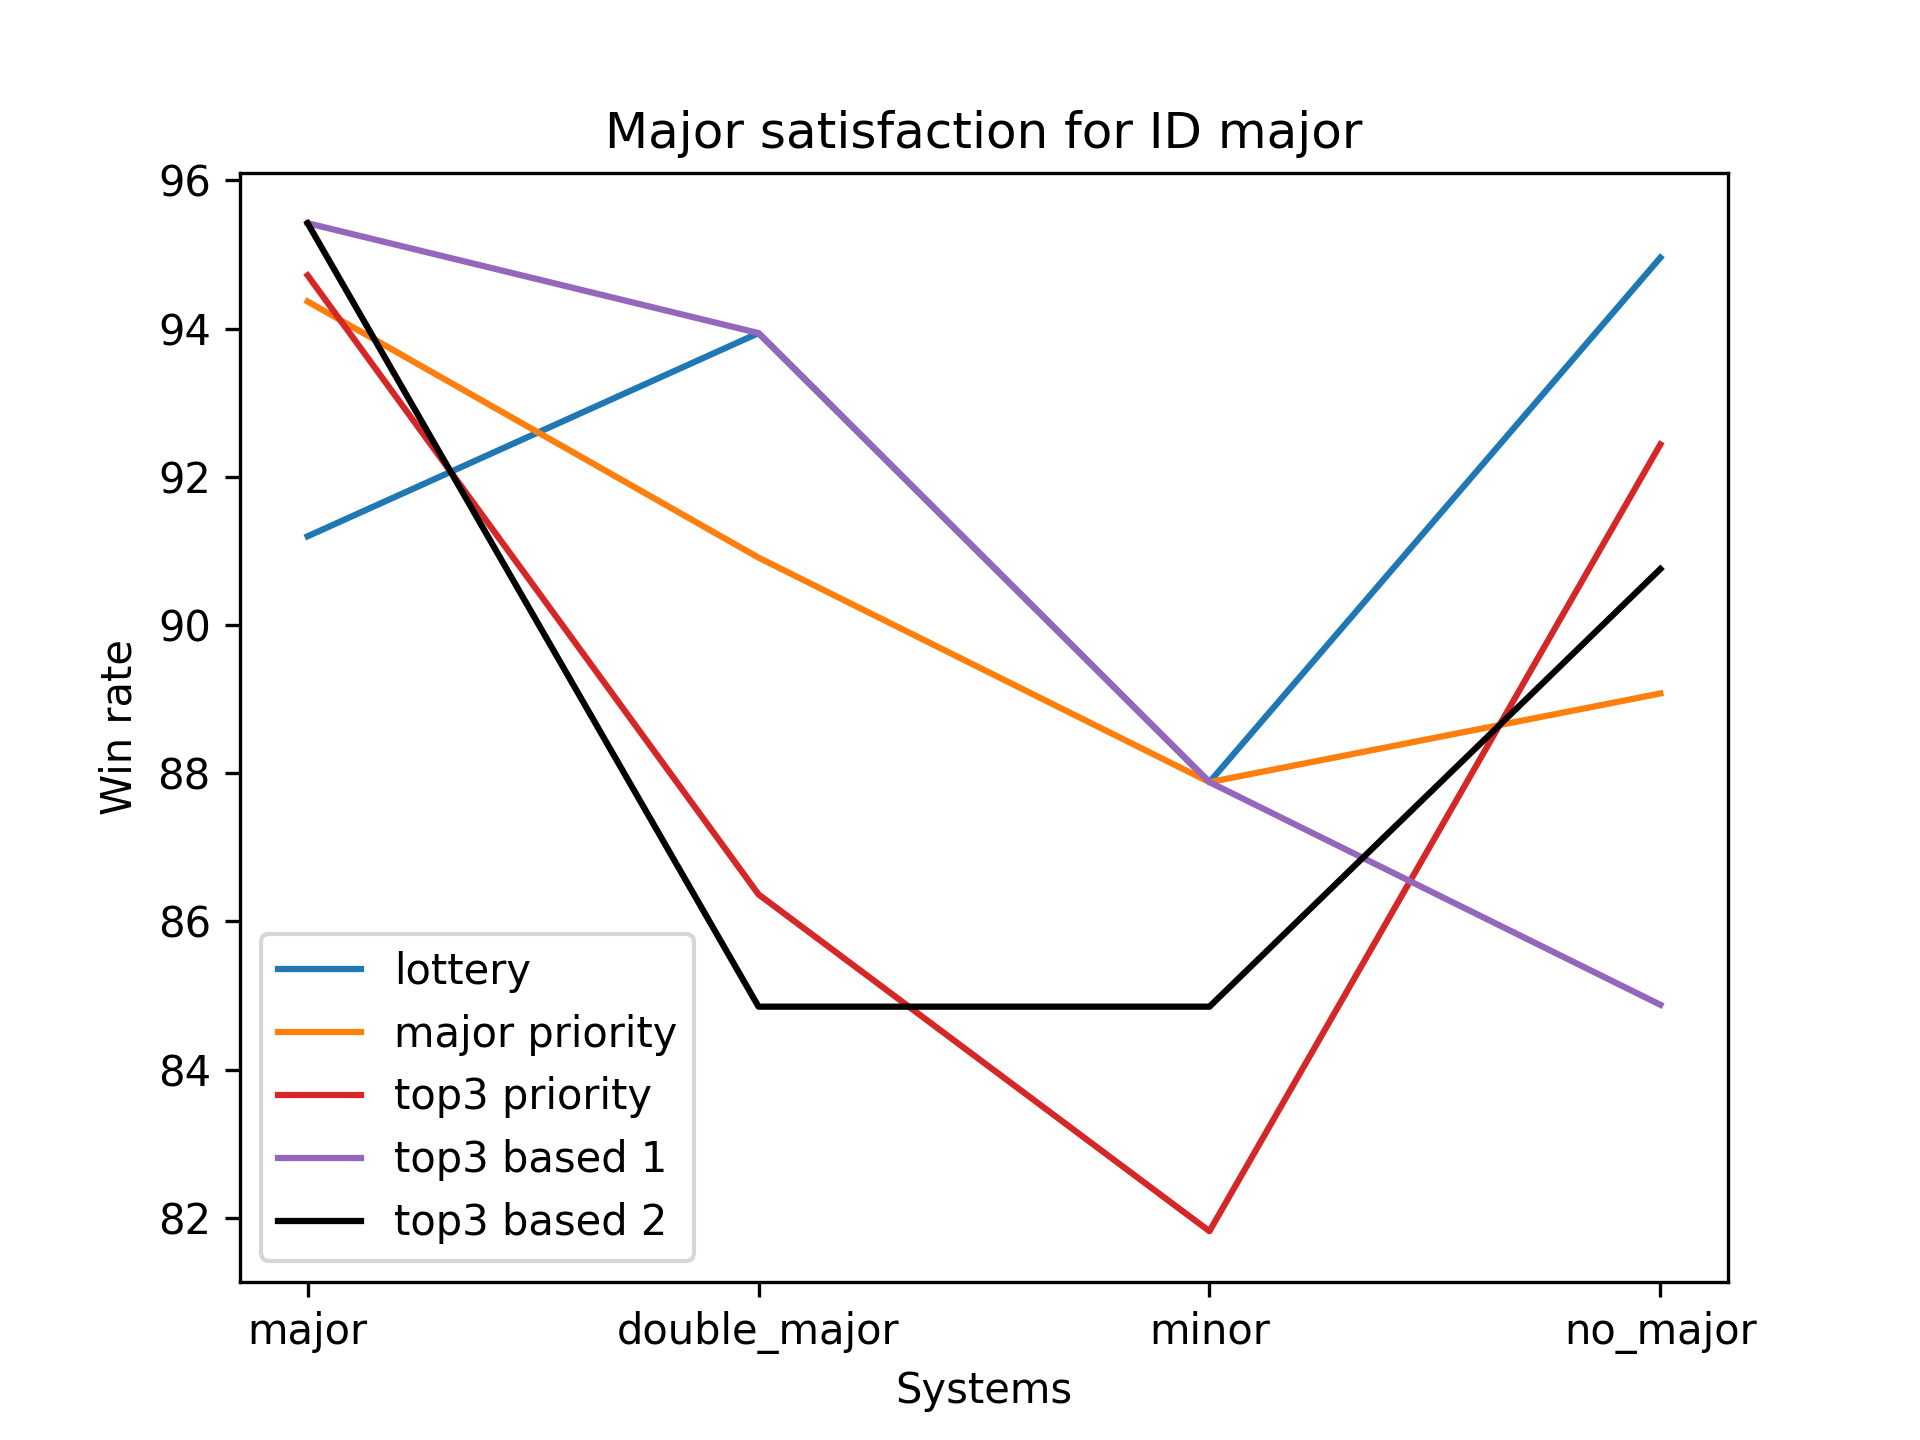 Major satisfaction for ID major
96
94
92
90
88
86
84
82
Win rate
lottery
major priority
top3 priority
top3 based 1
top3 based 2
major double_major minor no_major
Systems